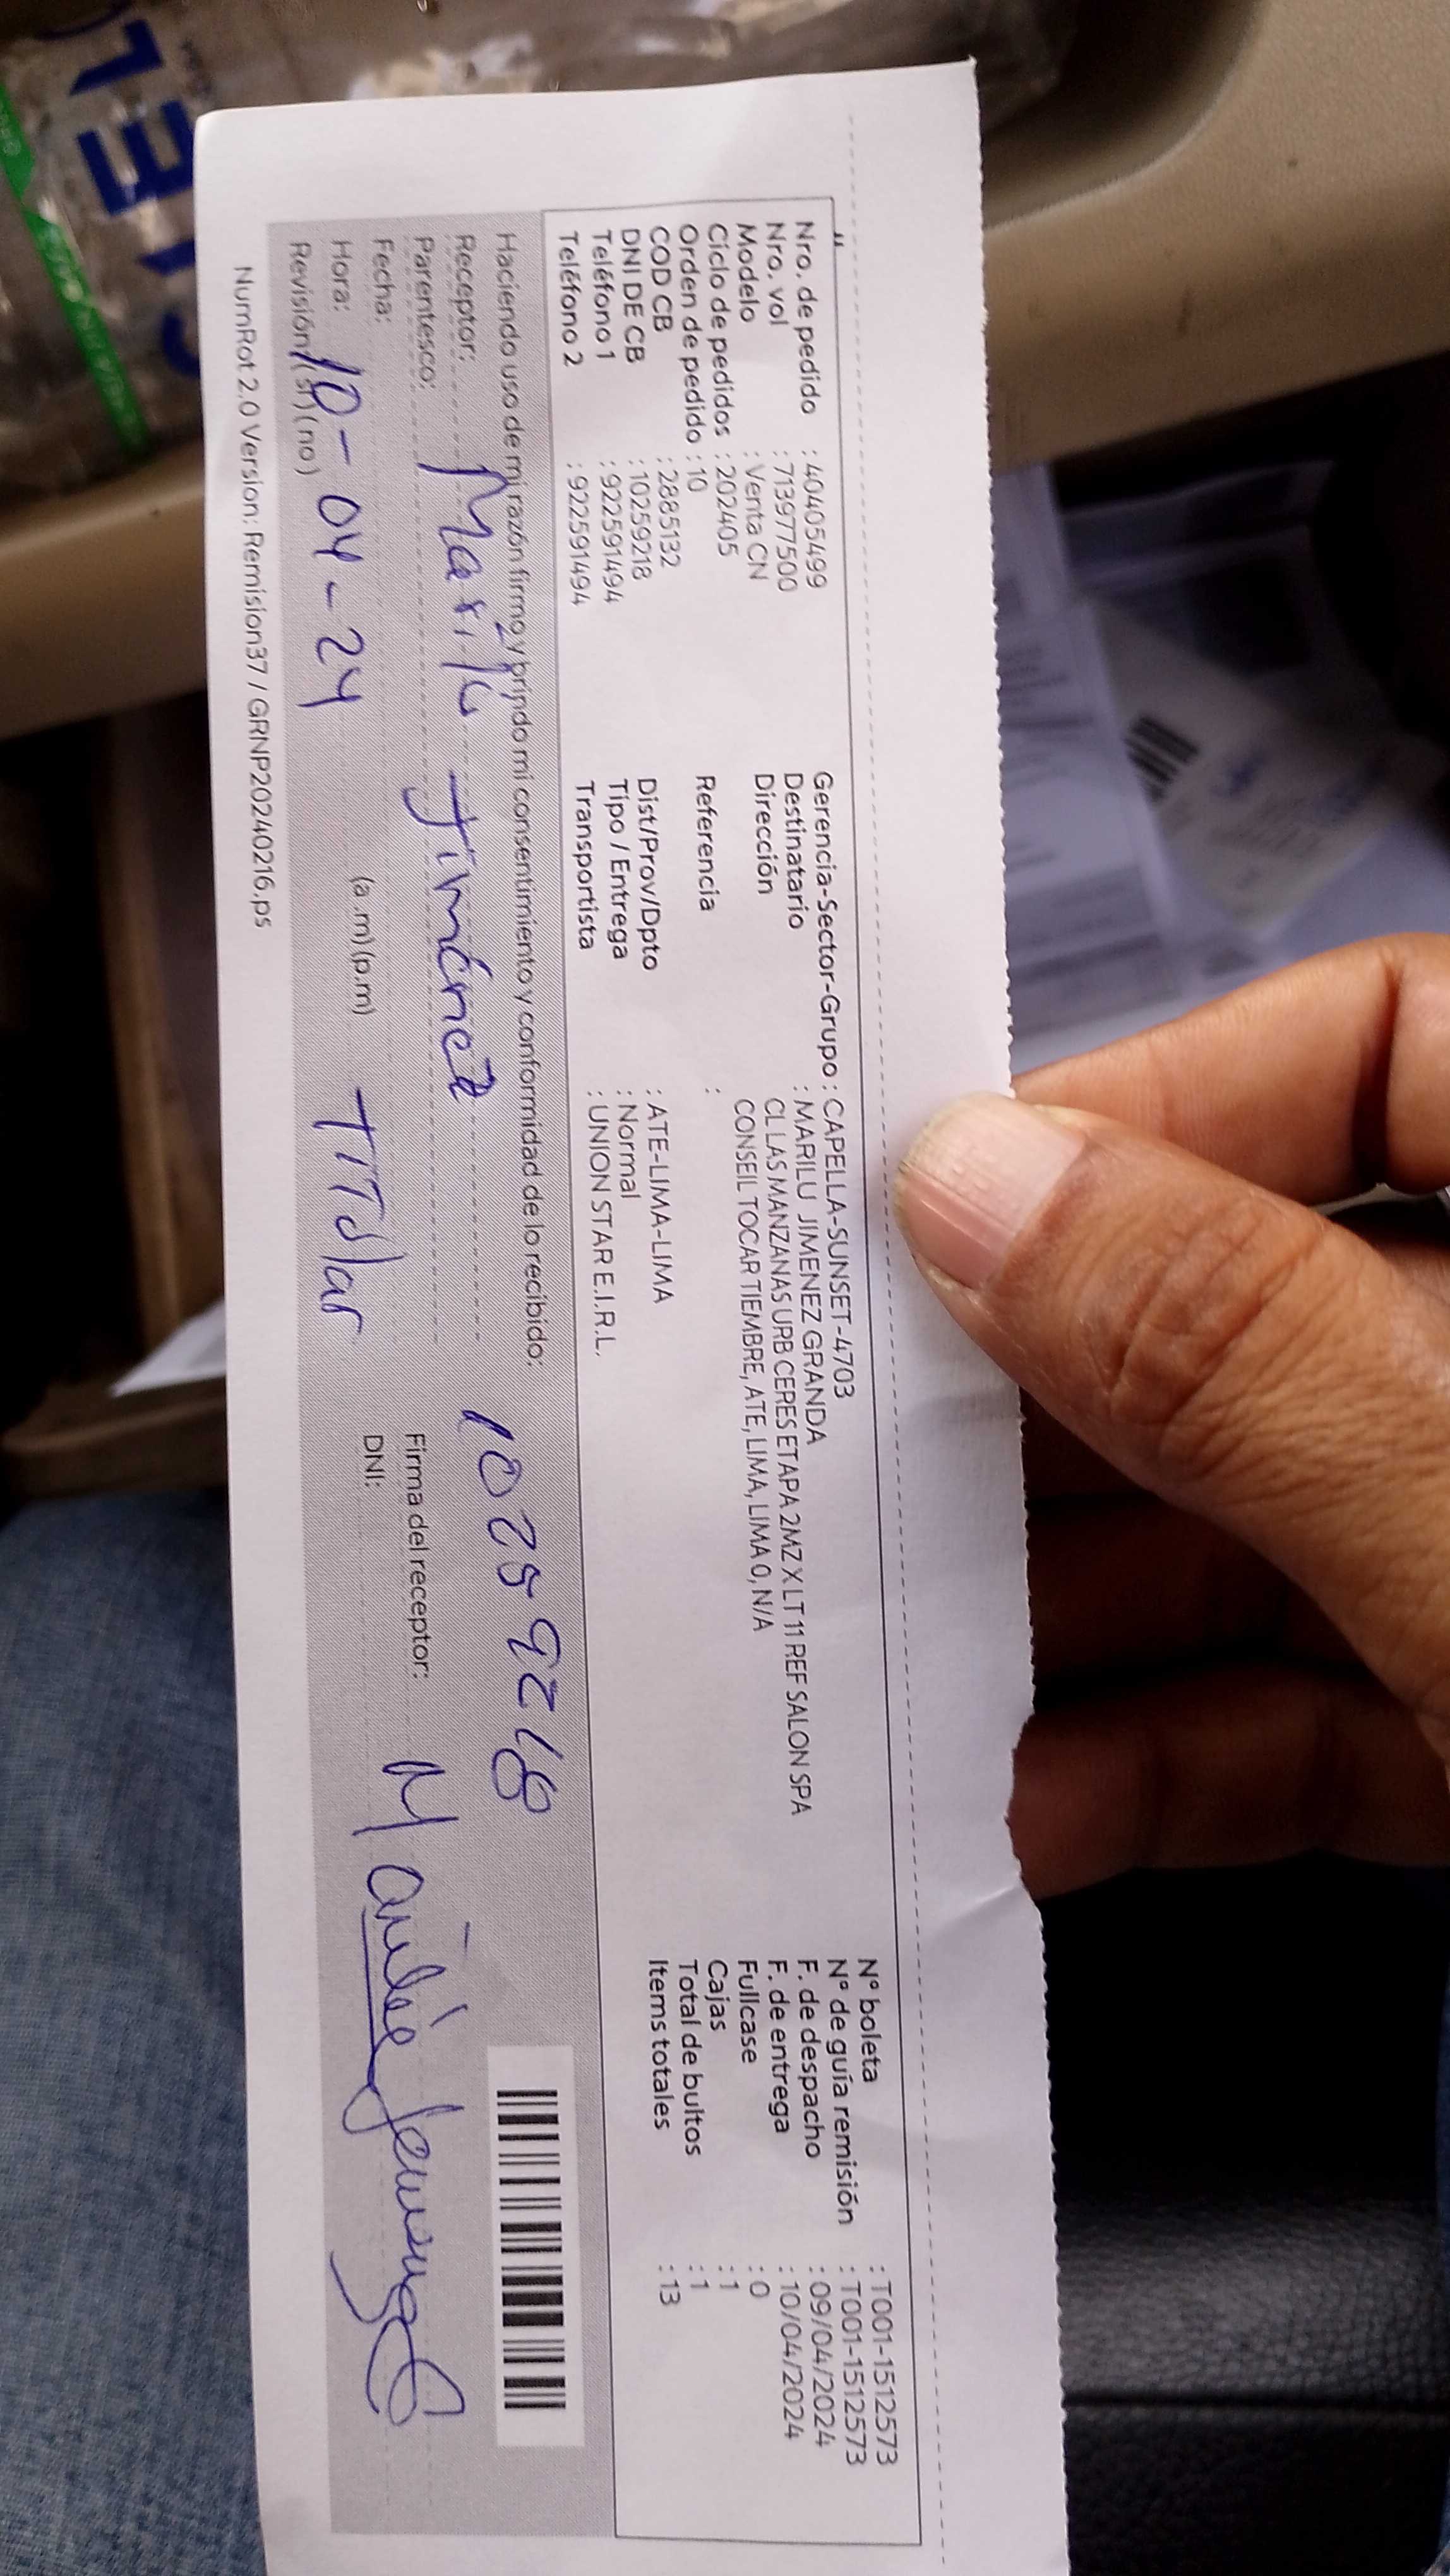 Nro. de pedido : 40405499
Nro. vol : 713977500
Modelo : Venta CN
Ciclo de pedidos : 202405
Orden de pedido : 10
COD CB : 2885132
DNI DE CB : 10259218
Teléfono 1 : 922591494
Teléfono 2 : 922591494
Gerencia-Sector-Grupo : CAPELLA-SUNSET-4703
Destinatario : MARILU JIMENEZ GRANDA
Dirección CL LAS MANZANAS URB CERES ETAPA 2MZ X LT 11 REF SALON SPA
CONSEIL TOCAR TIEMBRE, ATE, LIMA, LIMA 0, N/A
Referencia :
Dist/Prov/Dpto : ATE-LIMA-LIMA
Tipo / Entrega : Normal
Transportista : UNION STAR E.I.R.L.
N° boleta : T001-1512573
N° de guía remisión : T001-1512573
F. de despacho : 09/04/2024
F. de entrega : 10/04/2024
Fullcase : 0
Cajas : 1
Total de bultos : 1
Items totales : 13
Haciendo uso de mi razón firmo y brindo mi consentimiento y conformidad de lo recibido:
Receptor: Marilú Jiménez 10259218
Parentesco: Firma del receptor:
Fecha: DNI:
Hora: 10-04-24 (a.m) (p.m) TiTular
Revisión: (si) (no)
NumRot 2.0 Version: Remision37 / GRNP20240216.ps